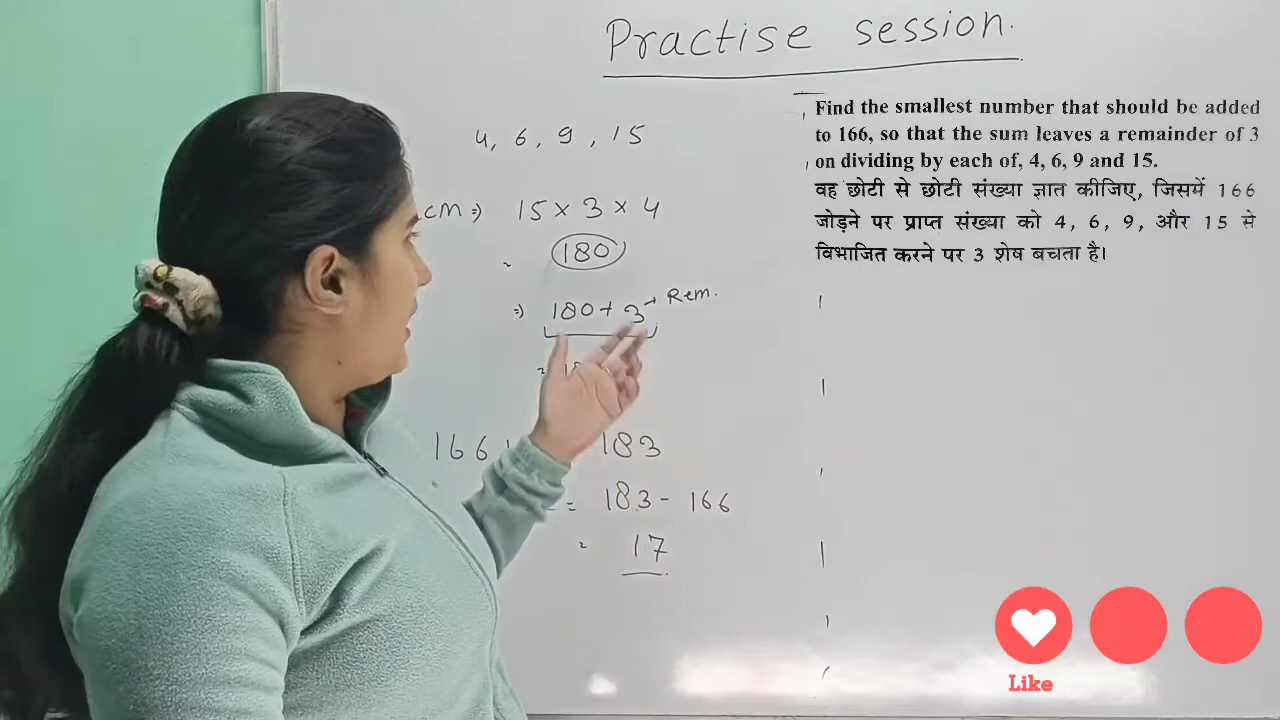 Practise session.
4, 6, 9, 15
cm ⇒ 15 × 3 × 4
= 180
⇒ 180 + 3 → Rem.
166 183
= 183 - 166
= 17
Find the smallest number that should be added
to 166, so that the sum leaves a remainder of 3
on dividing by each of, 4, 6, 9 and 15.
वह छोटी से छोटी संख्या ज्ञात कीजिए, जिसमें 166
जोड़ने पर प्राप्त संख्या को 4, 6, 9, और 15 से
विभाजित करने पर 3 शेष बचता है।
Like